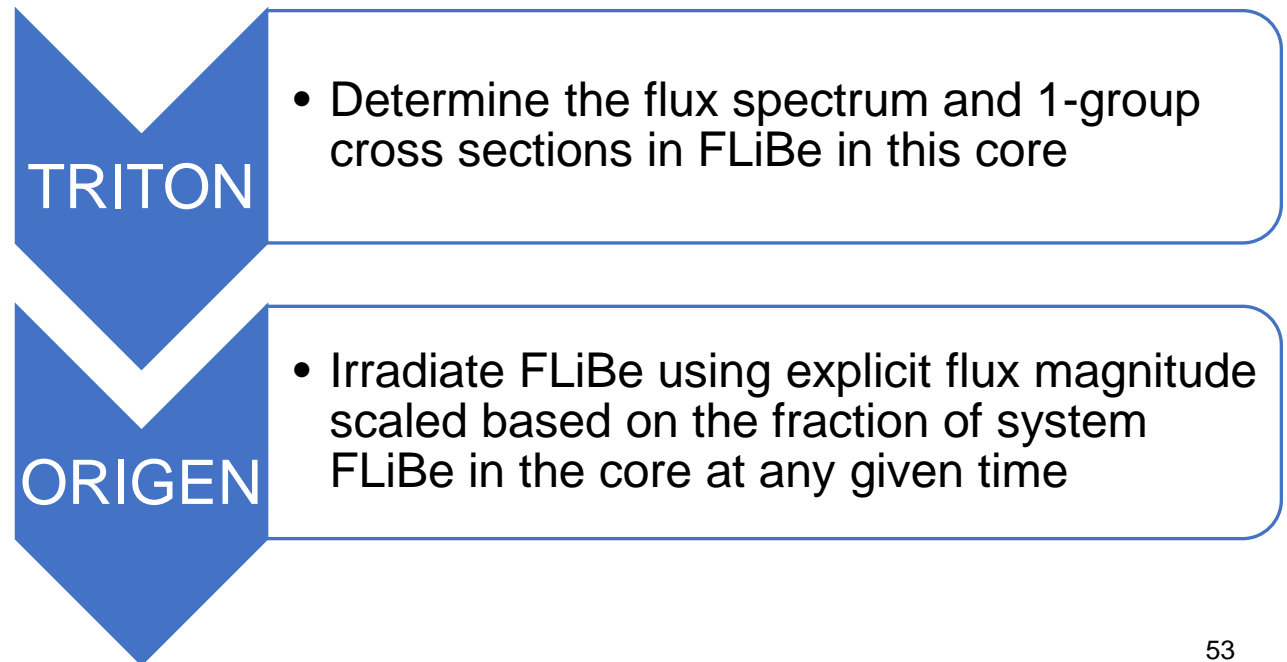 TRITON
• Determine the flux spectrum and 1-group
cross sections in FLiBe in this core
ORIGEN
• Irradiate FLiBe using explicit flux magnitude
scaled based on the fraction of system
FLiBe in the core at any given time
53